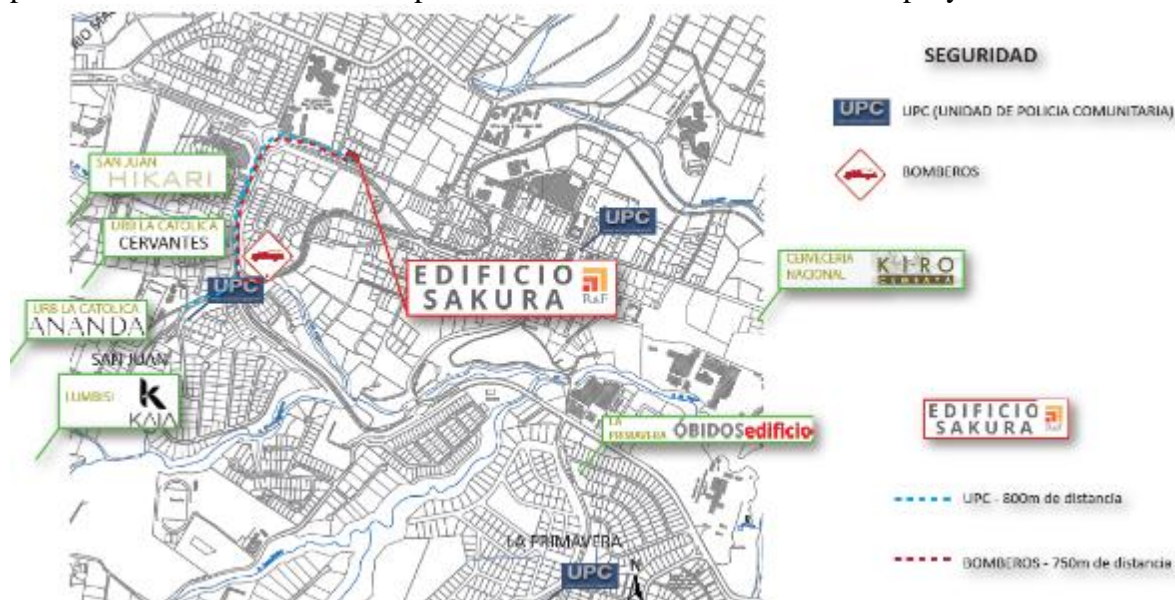 SEGURIDAD
UPC
UPC (UNIDAD DE POLICIA COMUNITARIA)
BOMBEROS
SAN JUAN
HIKARI
URB LA CATOLICA
CERVANTES
UPC
EDIFICIO
SAKURA
R&F
CERVECERIA
NACIONAL
KIRO
CUMBAYÁ
UPC
URB LA CATOLICA
ANANDA
SAN JUAN
LUMBISI
k
KAIA
LA
PRIMAVERA
ÓBIDOSedificio
EDIFICIO
SAKURA
R&F
UPC - 800m de distancia
LA PRIMAVERA
UPC
N
BOMBEROS - 750m de distancia